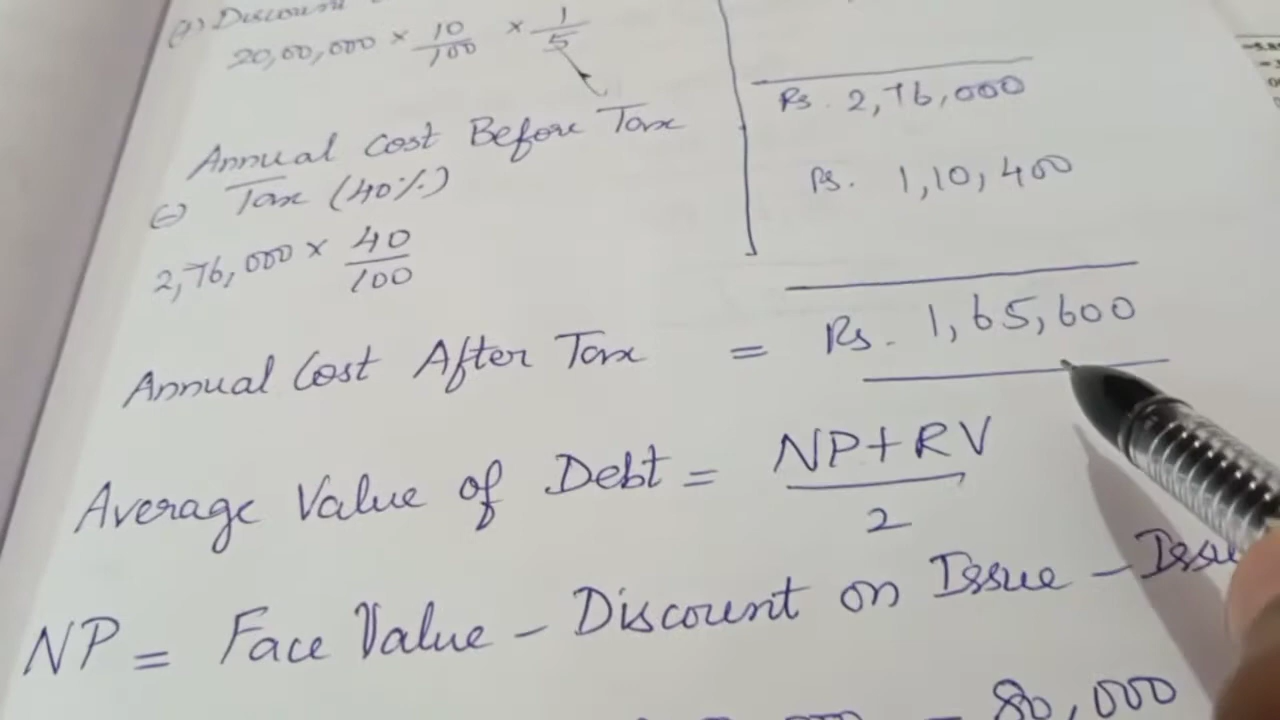 20,00,000 × 10/100 × 1/5
Rs. 2,76,000
Annual Cost Before Tax
(-) Tax (40%) Rs. 1,10,400
2,76,000 × 40/100
Annual Cost After Tax = Rs. 1,65,600
Average Value of Debt = NP+RV/2
NP = Face Value - Discount on Issue -
- 80,000